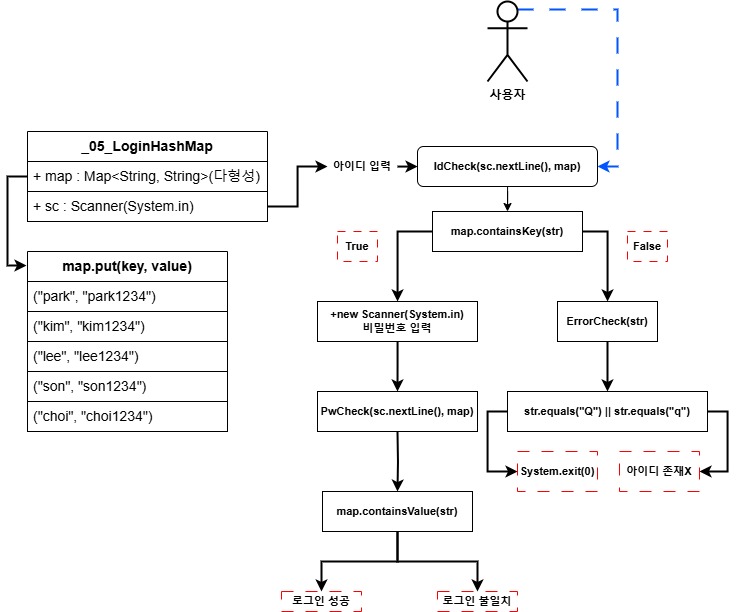 사용자
_05_LoginHashMap
+ map : Map<String, String>(다형성)
+ sc : Scanner(System.in)
아이디 입력
IdCheck(sc.nextLine(), map)
map.containsKey(str)
True
False
map.put(key, value)
("park", "park1234")
("kim", "kim1234")
("lee", "lee1234")
("son", "son1234")
("choi", "choi1234")
+new Scanner(System.in)
비밀번호 입력
ErrorCheck(str)
PwCheck(sc.nextLine(), map)
str.equals("Q") || str.equals("q")
System.exit(0)
아이디 존재X
map.containsValue(str)
로그인 성공
로그인 불일치